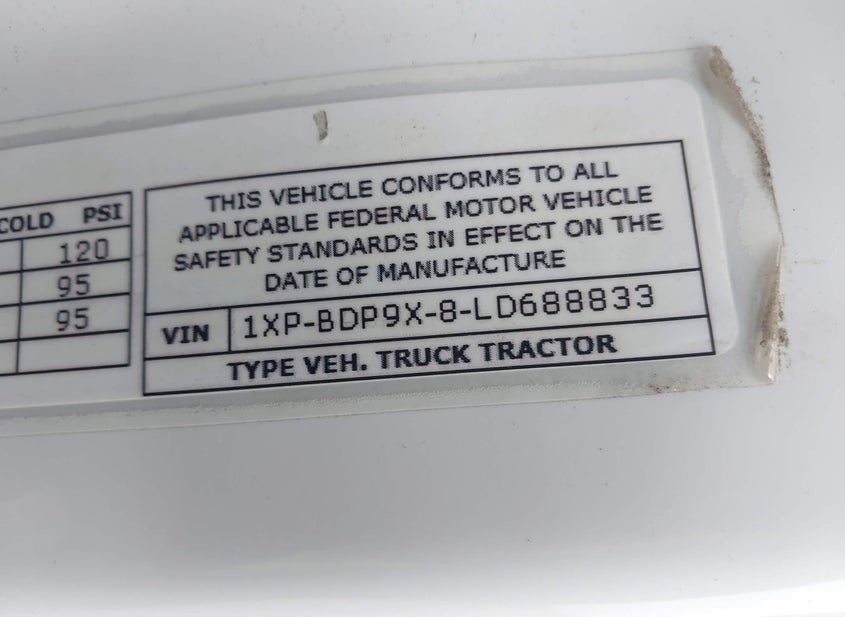 COLD PSI
120
95
95
THIS VEHICLE CONFORMS TO ALL
APPLICABLE FEDERAL MOTOR VEHICLE
SAFETY STANDARDS IN EFFECT ON THE
DATE OF MANUFACTURE
VIN 1XP-BDP9X-8-LD688833
TYPE VEH. TRUCK TRACTOR